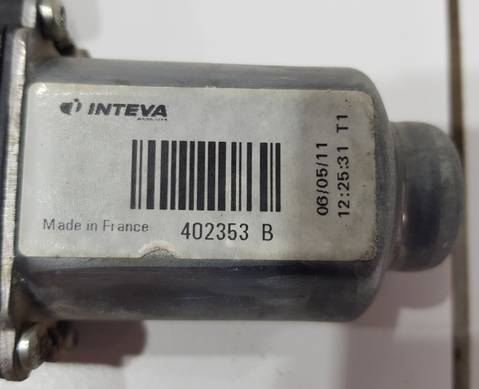 INTEVA
Made in France
402353 B
06/05/11
12:25:31 T1